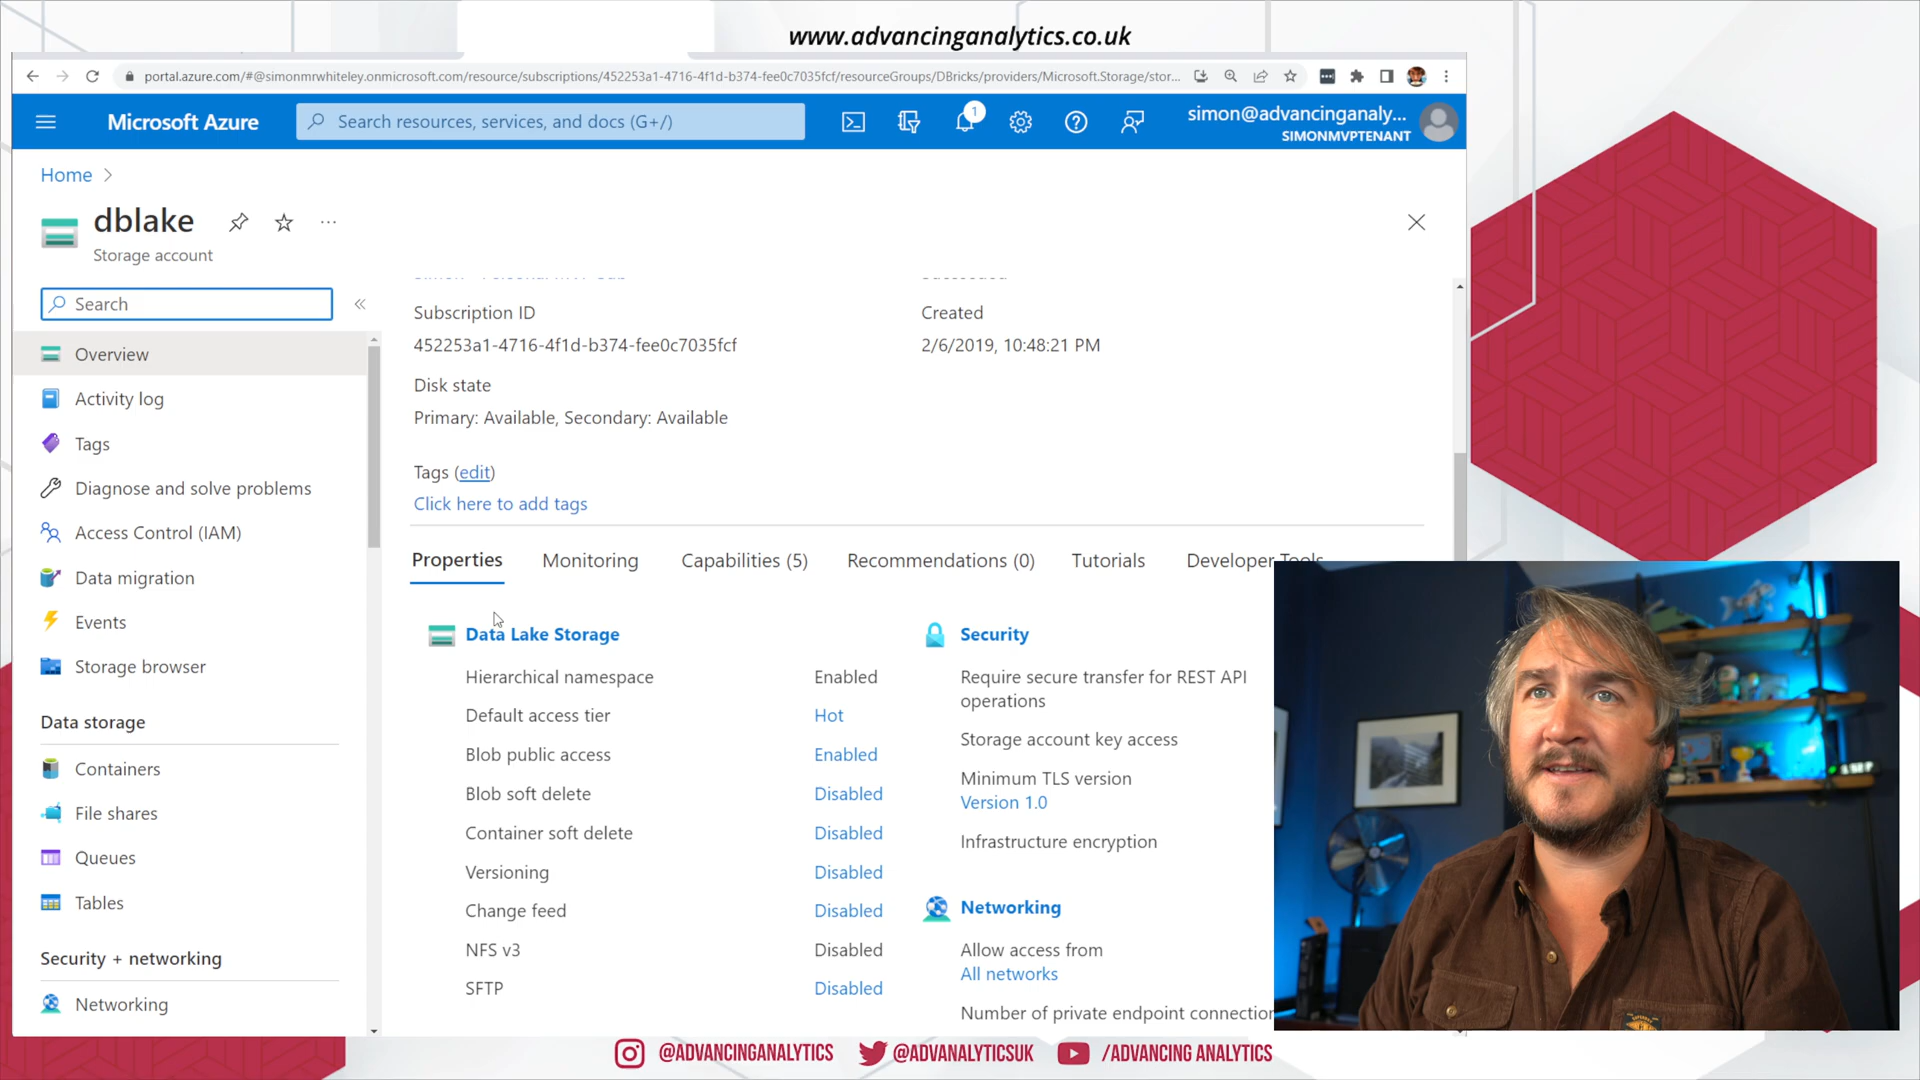 www.advancinganalytics.co.uk
portal.azure.com/#@simonmrwhiteley.onmicrosoft.com/resource/subscriptions/452253a1-4716-4f1d-b374-fee0c7035fcf/resourceGroups/DBricks/providers/Microsoft.Storage/stor...
Microsoft Azure
Search resources, services, and docs (G+/)
1
simon@advancinganaly...
SIMONMVPTENANT
Home
dblake
Storage account
Search
Overview
Activity log
Tags
Diagnose and solve problems
Access Control (IAM)
Data migration
Events
Storage browser
Data storage
Containers
File shares
Queues
Tables
Security + networking
Networking
Subscription ID
452253a1-4716-4f1d-b374-fee0c7035fcf
Created
2/6/2019, 10:48:21 PM
Disk state
Primary: Available, Secondary: Available
Tags (edit)
Click here to add tags
Properties
Monitoring
Capabilities (5)
Recommendations (0)
Tutorials
Developer Tools
Data Lake Storage
Hierarchical namespace Enabled
Default access tier Hot
Blob public access Enabled
Blob soft delete Disabled
Container soft delete Disabled
Versioning Disabled
Change feed Disabled
NFS v3 Disabled
SFTP Disabled
Security
Require secure transfer for REST API
operations
Storage account key access
Minimum TLS version
Version 1.0
Infrastructure encryption
Networking
Allow access from
All networks
Number of private endpoint connection
@ADVANCINGANALYTICS
@ADVANALYTICSUK
/ADVANCING ANALYTICS